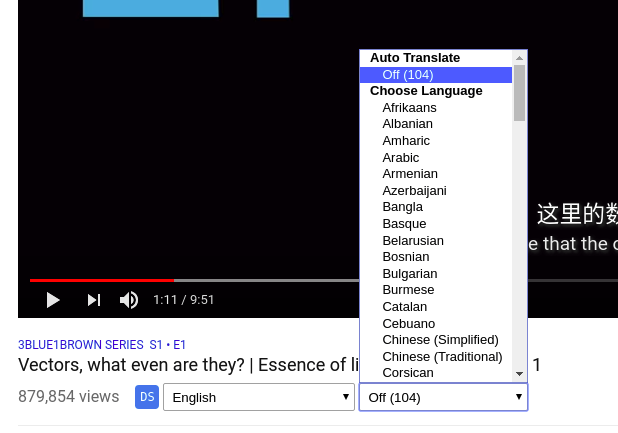 Auto Translate
Off (104)
Choose Language
Afrikaans
Albanian
Amharic
Arabic
Armenian
Azerbaijani
Bangla
Basque
Belarusian
Bosnian
Bulgarian
Burmese
Catalan
Cebuano
Chinese (Simplified)
Chinese (Traditional)
Corsican
这里的数
e that the
1:11 / 9:51
3BLUE1BROWN SERIES S1 • E1
Vectors, what even are they? | Essence of li 1
879,854 views DS English Off (104)